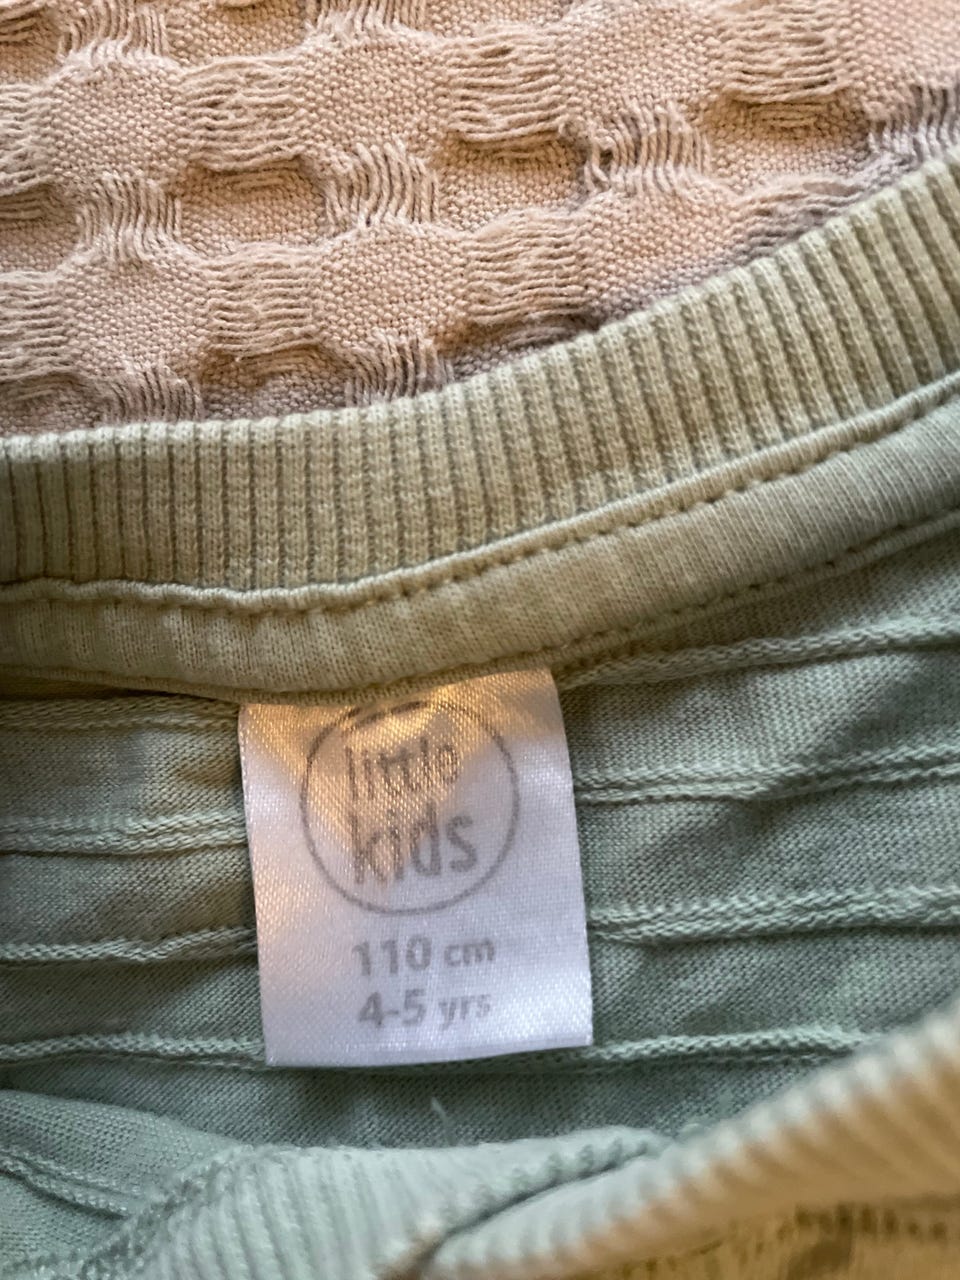 little
kids
110 cm
4-5 yrs